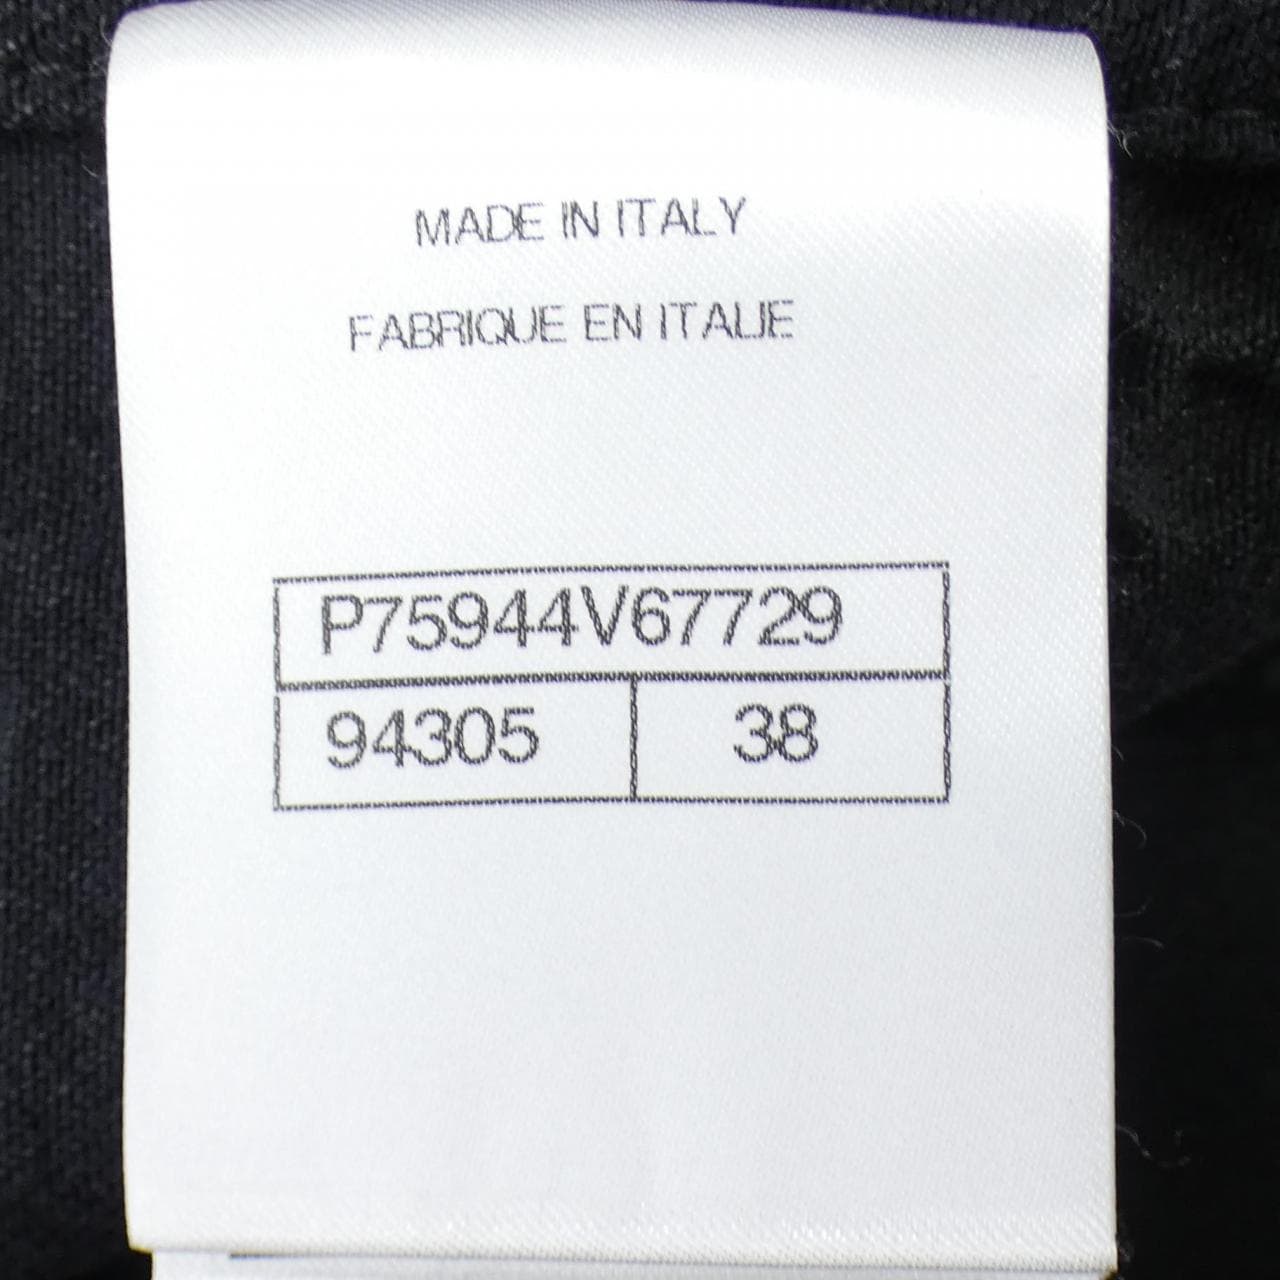 MADE IN ITALY
FABRIQUE EN ITALIE
P75944V67729
94305 38